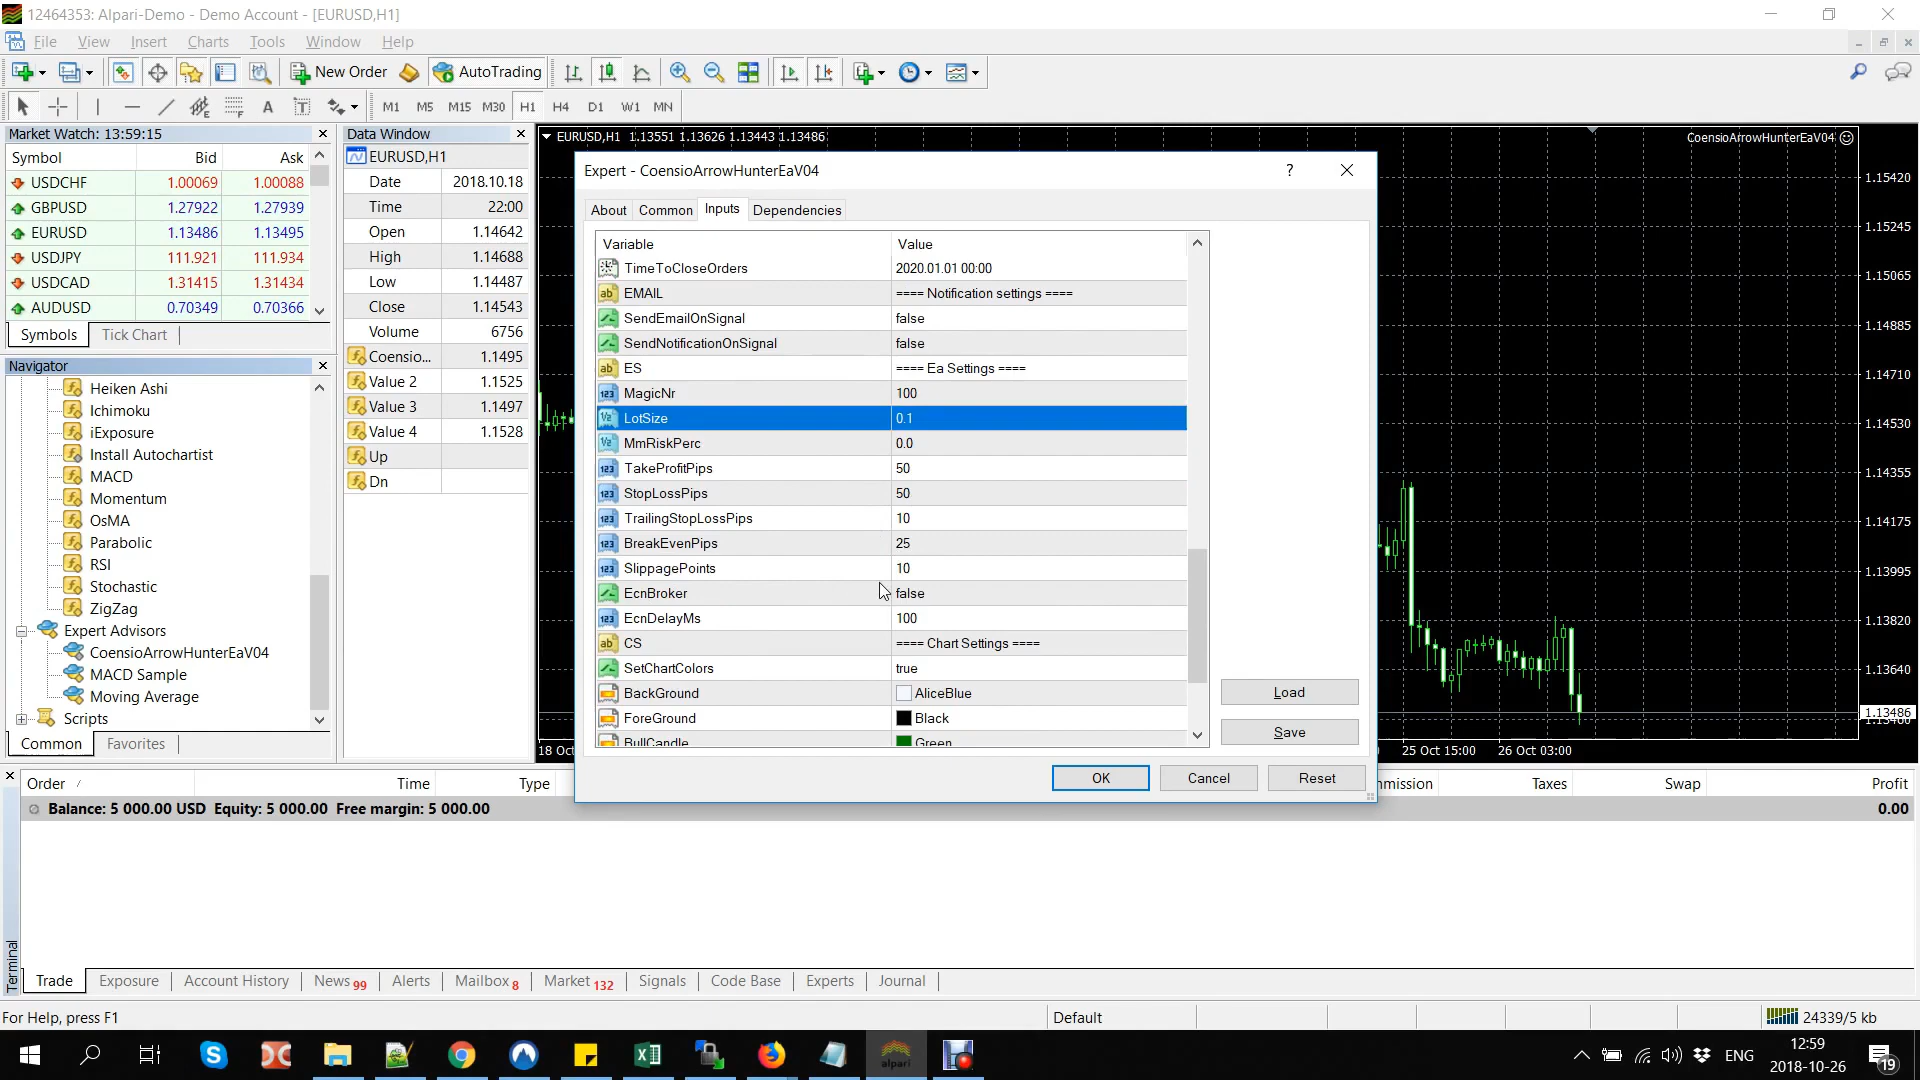 12464353: Alpari-Demo - Demo Account - [EURUSD,H1]
File View Insert Charts Tools Window Help
New Order AutoTrading
A T M1 M5 M15 M30 H1 H4 D1 W1 MN
Market Watch: 13:59:15
Symbol Bid Ask
USDCHF 1.00069 1.00088
GBPUSD 1.27922 1.27939
EURUSD 1.13486 1.13495
USDJPY 111.921 111.934
USDCAD 1.31415 1.31434
AUDUSD 0.70349 0.70366
Symbols Tick Chart
Navigator
Heiken Ashi
Ichimoku
iExposure
Install Autochartist
MACD
Momentum
OsMA
Parabolic
RSI
Stochastic
ZigZag
Expert Advisors
CoensioArrowHunterEaV04
MACD Sample
Moving Average
Scripts
Common Favorites
Data Window
EURUSD,H1
Date 2018.10.18
Time 22:00
Open 1.14642
High 1.14688
Low 1.14487
Close 1.14543
Volume 6756
Coensio... 1.1495
Value 2 1.1525
Value 3 1.1497
Value 4 1.1528
Up
Dn
EURUSD,H1 1.13551 1.13626 1.13443 1.13486
CoensioArrowHunterEaV04
Expert - CoensioArrowHunterEaV04
?
About Common Inputs Dependencies
Variable Value
TimeToCloseOrders 2020.01.01 00:00
EMAIL ==== Notification settings ====
SendEmailOnSignal false
SendNotificationOnSignal false
ES ==== Ea Settings ====
MagicNr 100
LotSize 0.1
MmRiskPerc 0.0
TakeProfitPips 50
StopLossPips 50
TrailingStopLossPips 10
BreakEvenPips 25
SlippagePoints 10
EcnBroker false
EcnDelayMs 100
CS ==== Chart Settings ====
SetChartColors true
BackGround AliceBlue
ForeGround Black
BullCandle Green
Load
Save
OK Cancel Reset
1.15420
1.15245
1.15065
1.14885
1.14710
1.14530
1.14355
1.14175
1.13995
1.13820
1.13640
1.13486
18 Oct
25 Oct 15:00 26 Oct 03:00
Order / Time Type mmission Taxes Swap Profit
Balance: 5 000.00 USD Equity: 5 000.00 Free margin: 5 000.00 0.00
Terminal
Trade Exposure Account History News 99 Alerts Mailbox 8 Market 132 Signals Code Base Experts Journal
For Help, press F1 Default 24339/5 kb
alpari
ENG
12:59
2018-10-26
19